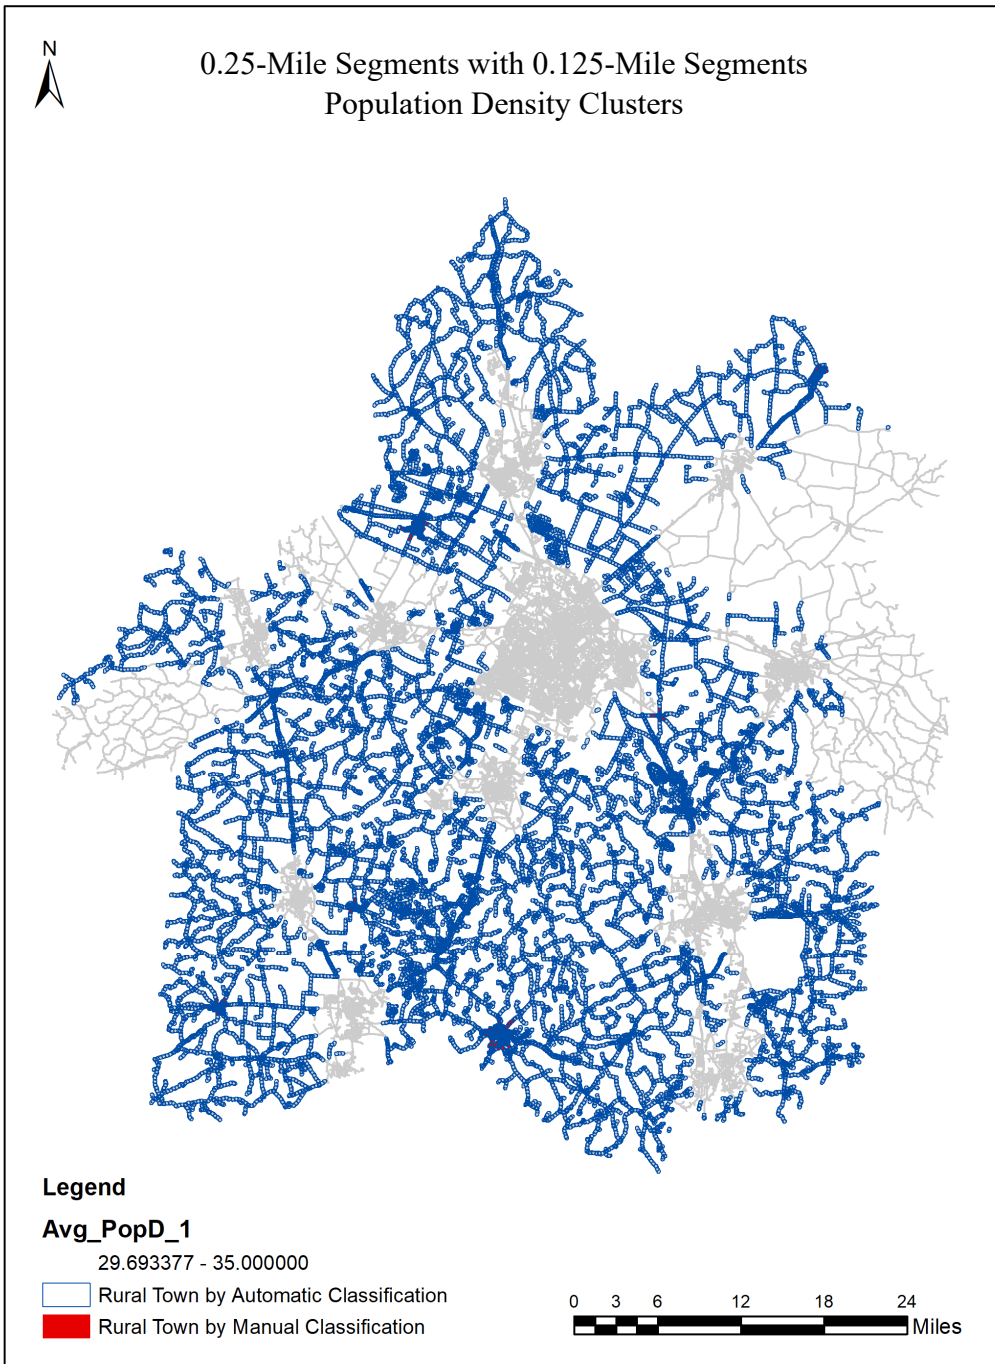 N
0.25-Mile Segments with 0.125-Mile Segments
Population Density Clusters
Legend
Avg_PopD_1
29.693377 - 35.000000
Rural Town by Automatic Classification
Rural Town by Manual Classification
0 3 6 12 18 24
Miles